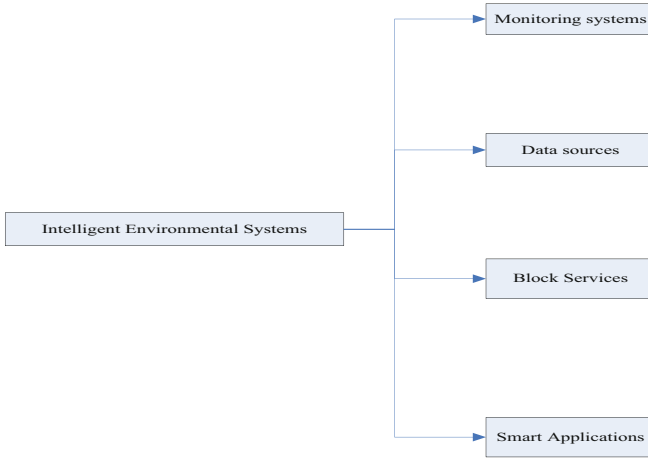 Monitoring systems
Data sources
Intelligent Environmental Systems
Block Services
Smart Applications